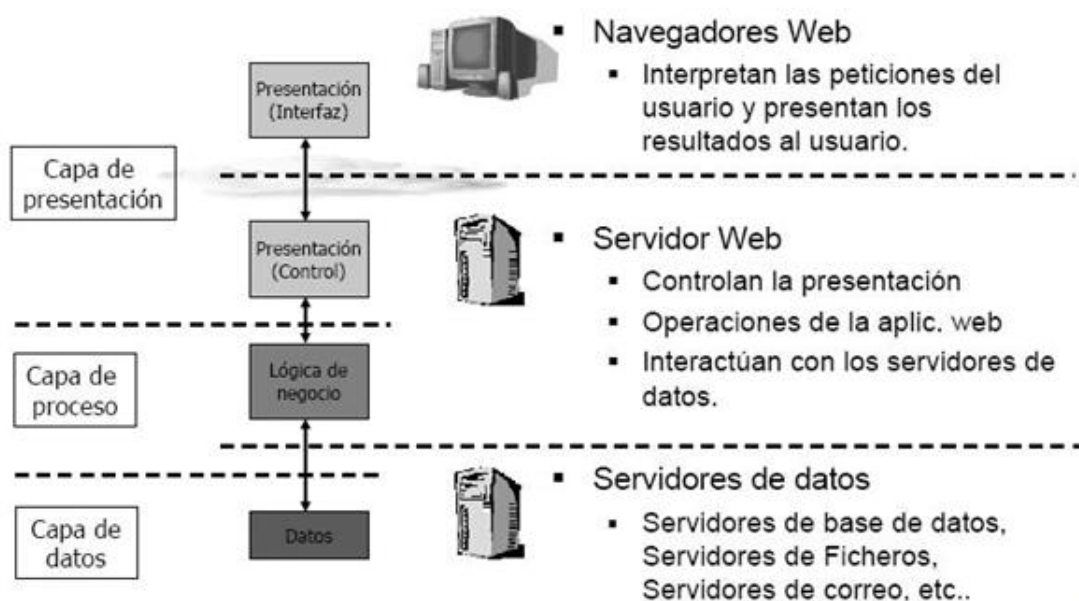 Presentación
(Interfaz)
▪ Navegadores Web
▪ Interpretan las peticiones del
usuario y presentan los
resultados al usuario.
Capa de
presentación
Presentación
(Control)
▪ Servidor Web
▪ Controlan la presentación
▪ Operaciones de la aplic. web
▪ Interactúan con los servidores de
datos.
Capa de
proceso
Lógica de
negocio
Capa de
datos
Datos
▪ Servidores de datos
▪ Servidores de base de datos,
Servidores de Ficheros,
Servidores de correo, etc..